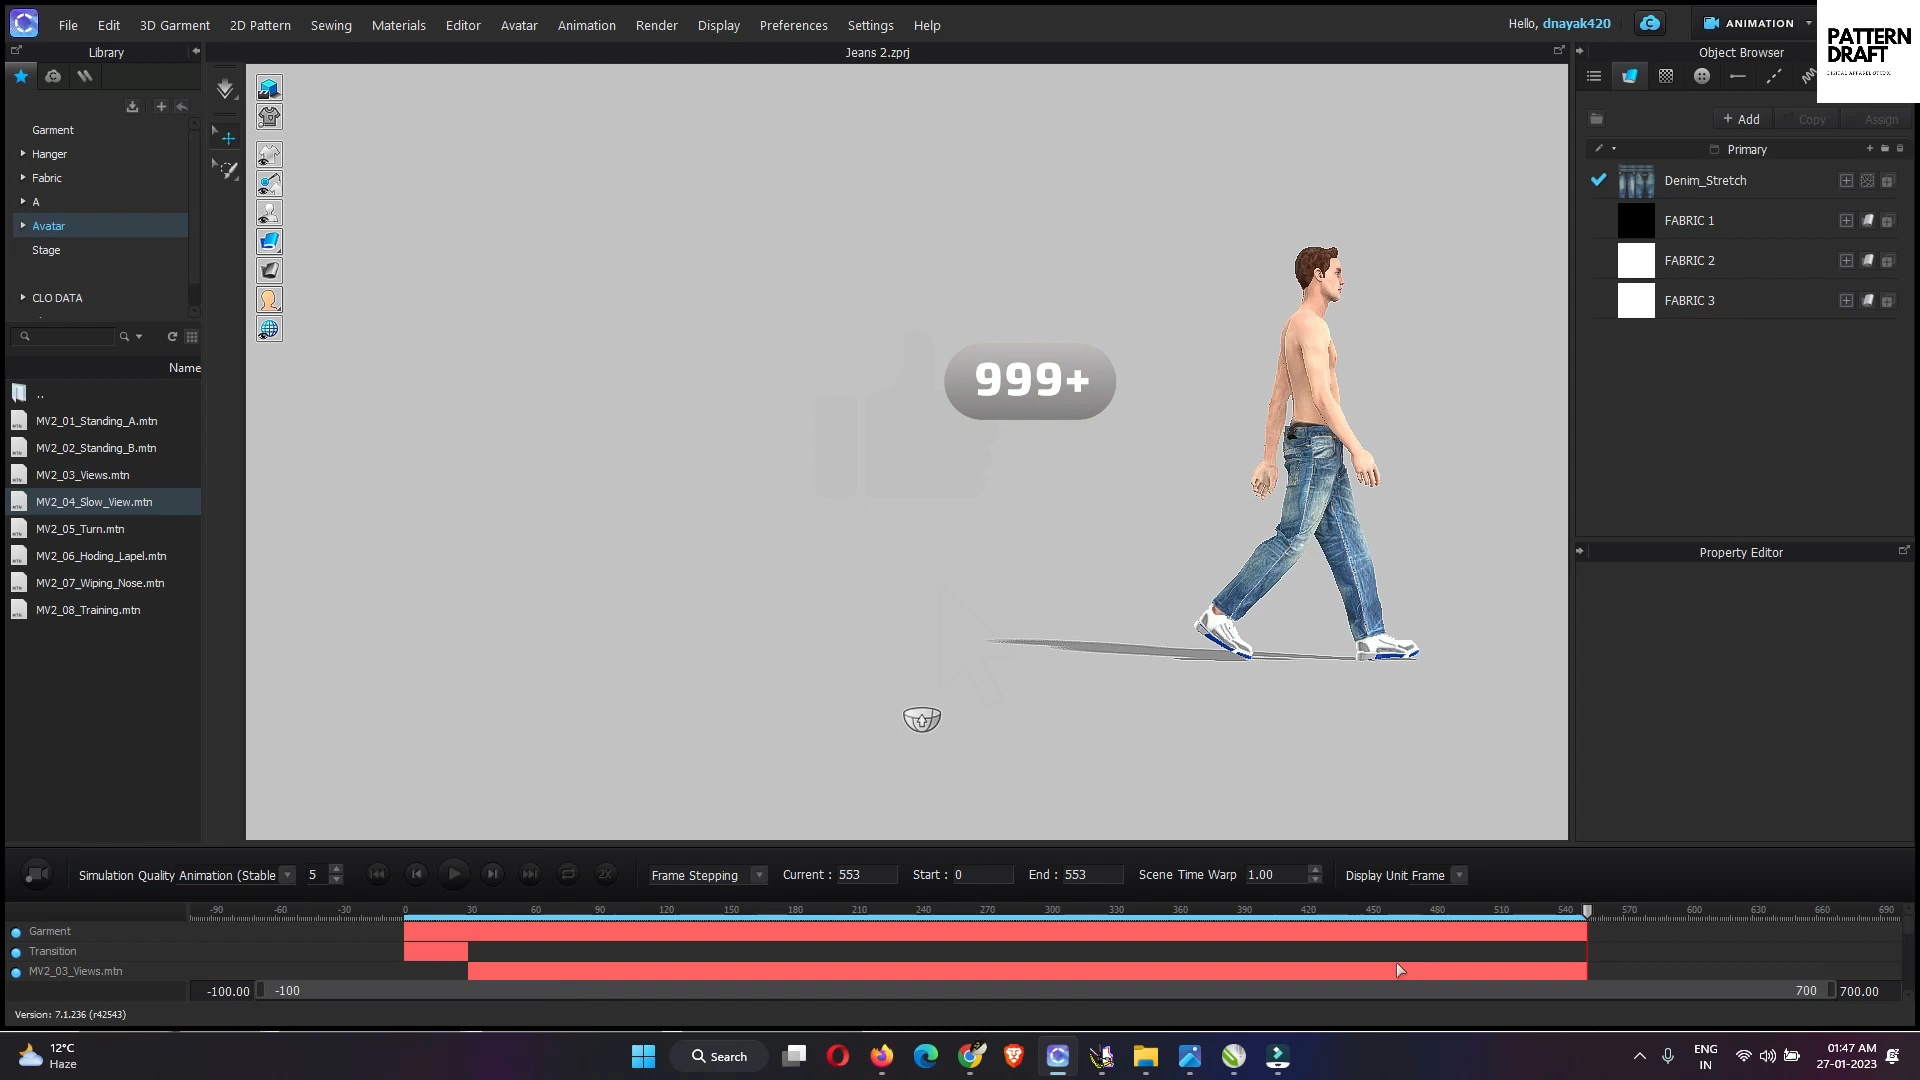 File Edit 3D Garment 2D Pattern Sewing Materials Editor Avatar Animation Render Display Preferences Settings Help
Hello, dnayak420
ANIMATION
PATTERN
DRAFT
DIGITAL APPAREL STUDIO
Library
Jeans 2.zprj
Object Browser
Garment
Hanger
Fabric
A
Avatar
Stage
CLO DATA
+ Add Copy Assign
Primary
Denim_Stretch
FABRIC 1
FABRIC 2
FABRIC 3
Property Editor
999+
Name
..
MV2_01_Standing_A.mtn
MV2_02_Standing_B.mtn
MV2_03_Views.mtn
MV2_04_Slow_View.mtn
MV2_05_Turn.mtn
MV2_06_Hoding_Lapel.mtn
MV2_07_Wiping_Nose.mtn
MV2_08_Training.mtn
Simulation Quality Animation (Stable 5 2X Frame Stepping Current : 553 Start : 0 End : 553 Scene Time Warp 1.00 Display Unit Frame
-90 -60 -30 0 30 60 90 120 150 180 210 240 270 300 330 360 390 420 450 480 510 540 570 600 630 660 690
Garment
Transition
MV2_03_Views.mtn
-100.00 -100 700 700.00
Version: 7.1.236 (r42543)
12°C
Haze
Search
ENG
IN
01:47 AM
27-01-2023